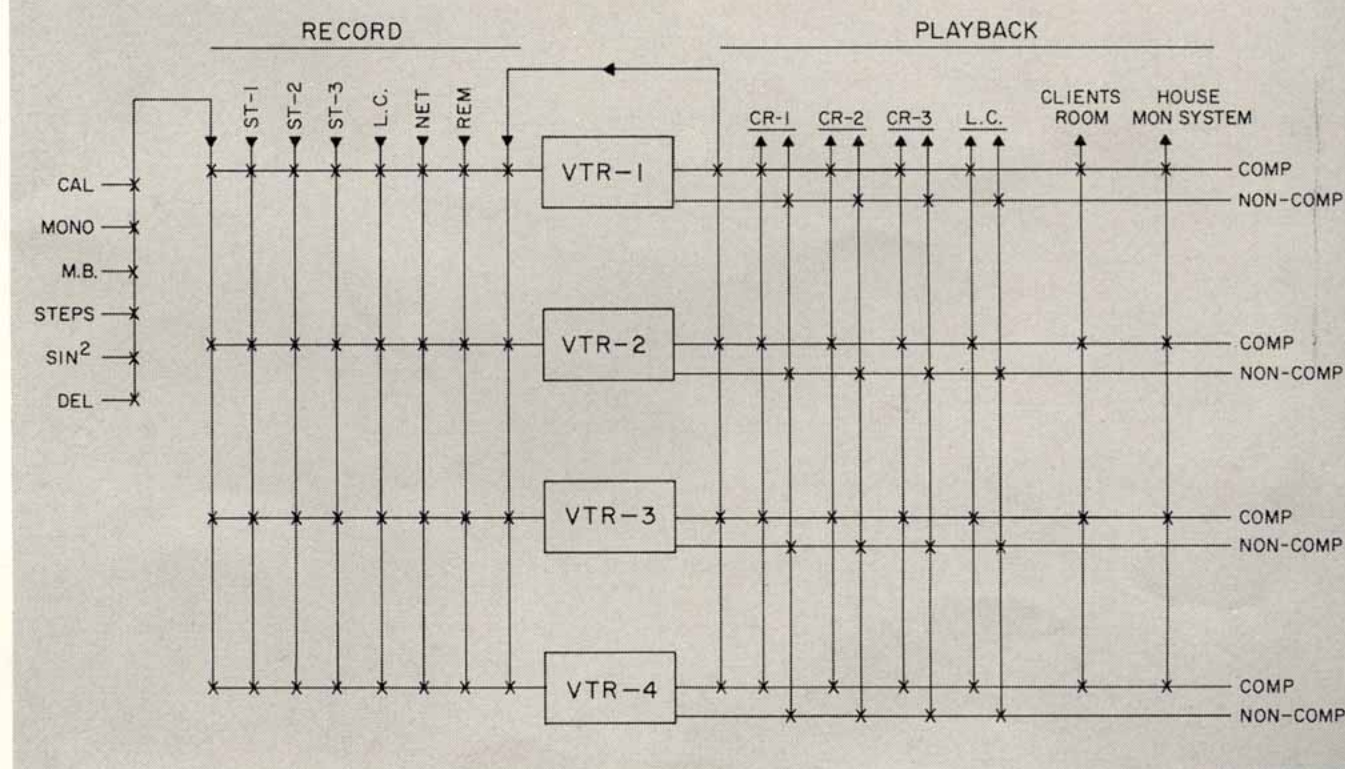 RECORD
PLAYBACK
ST-1
ST-2
ST-3
L.C.
NET
REM
CR-1
CR-2
CR-3
L.C.
CLIENTS
ROOM
HOUSE
MON SYSTEM
CAL
MONO
M.B.
STEPS
SIN²
DEL
VTR-1
COMP
NON-COMP
VTR-2
COMP
NON-COMP
VTR-3
COMP
NON-COMP
VTR-4
COMP
NON-COMP